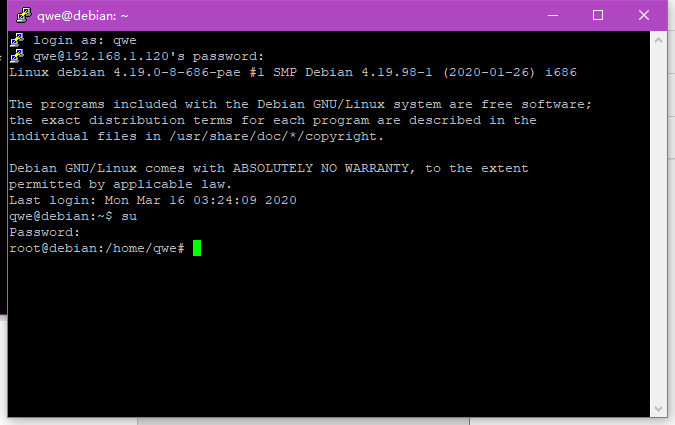 qwe@debian: ~
login as: qwe
qwe@192.168.1.120's password:
Linux debian 4.19.0-8-686-pae #1 SMP Debian 4.19.98-1 (2020-01-26) i686
The programs included with the Debian GNU/Linux system are free software;
the exact distribution terms for each program are described in the
individual files in /usr/share/doc/*/copyright.
Debian GNU/Linux comes with ABSOLUTELY NO WARRANTY, to the extent
permitted by applicable law.
Last login: Mon Mar 16 03:24:09 2020
qwe@debian:~$ su
Password:
root@debian:/home/qwe#